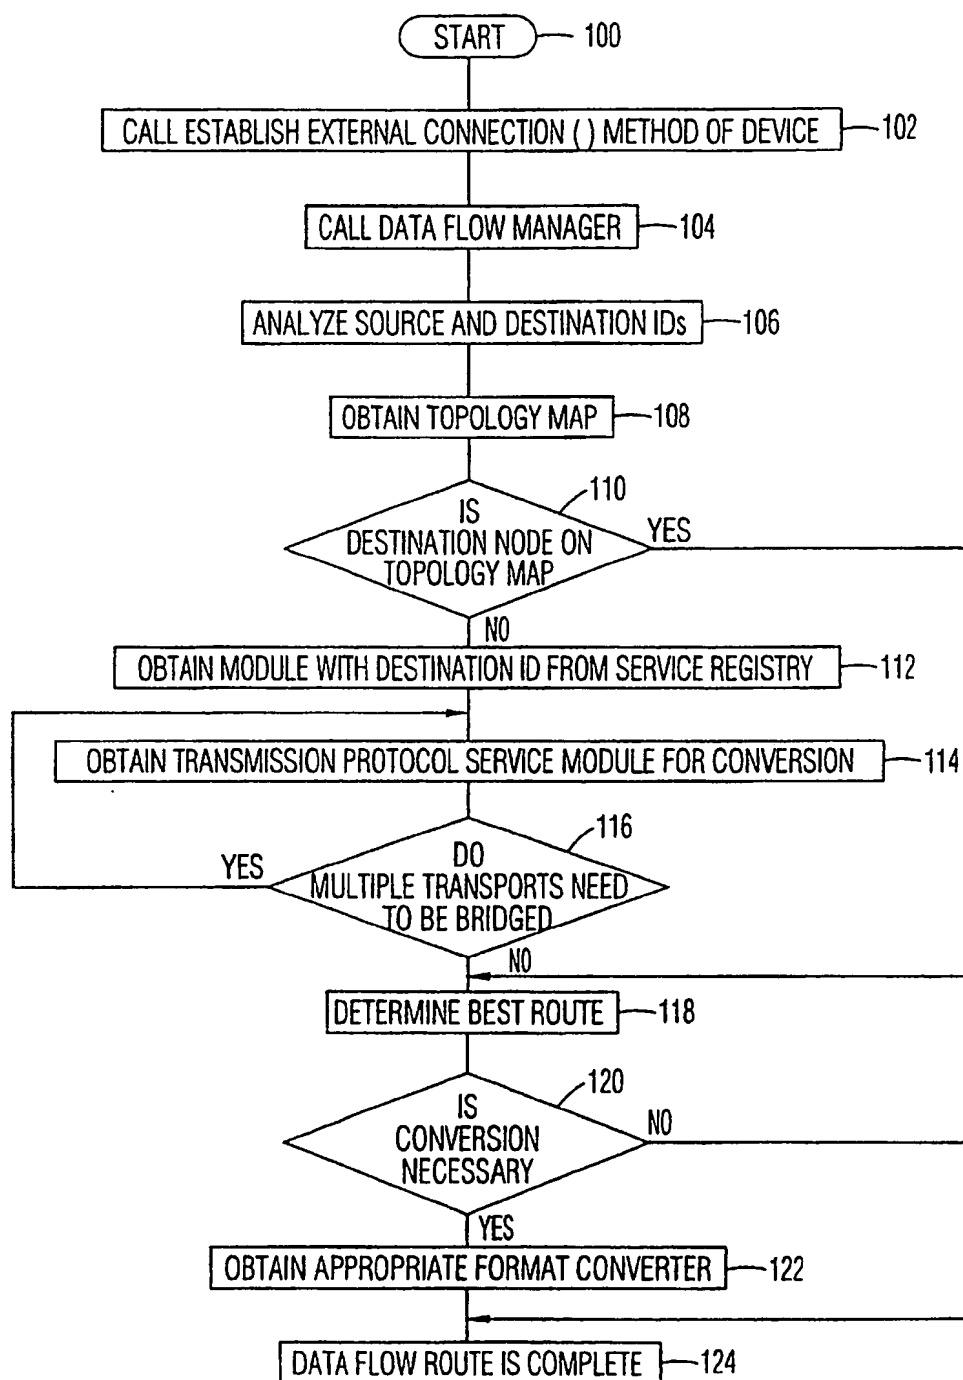 START 100
CALL ESTABLISH EXTERNAL CONNECTION ( ) METHOD OF DEVICE 102
CALL DATA FLOW MANAGER 104
ANALYZE SOURCE AND DESTINATION IDs 106
OBTAIN TOPOLOGY MAP 108
110
IS
DESTINATION NODE ON
TOPOLOGY MAP
YES
NO
OBTAIN MODULE WITH DESTINATION ID FROM SERVICE REGISTRY 112
OBTAIN TRANSMISSION PROTOCOL SERVICE MODULE FOR CONVERSION 114
116
YES
DO
MULTIPLE TRANSPORTS NEED
TO BE BRIDGED
NO
DETERMINE BEST ROUTE 118
120
IS
CONVERSION
NECESSARY
NO
YES
OBTAIN APPROPRIATE FORMAT CONVERTER 122
DATA FLOW ROUTE IS COMPLETE 124